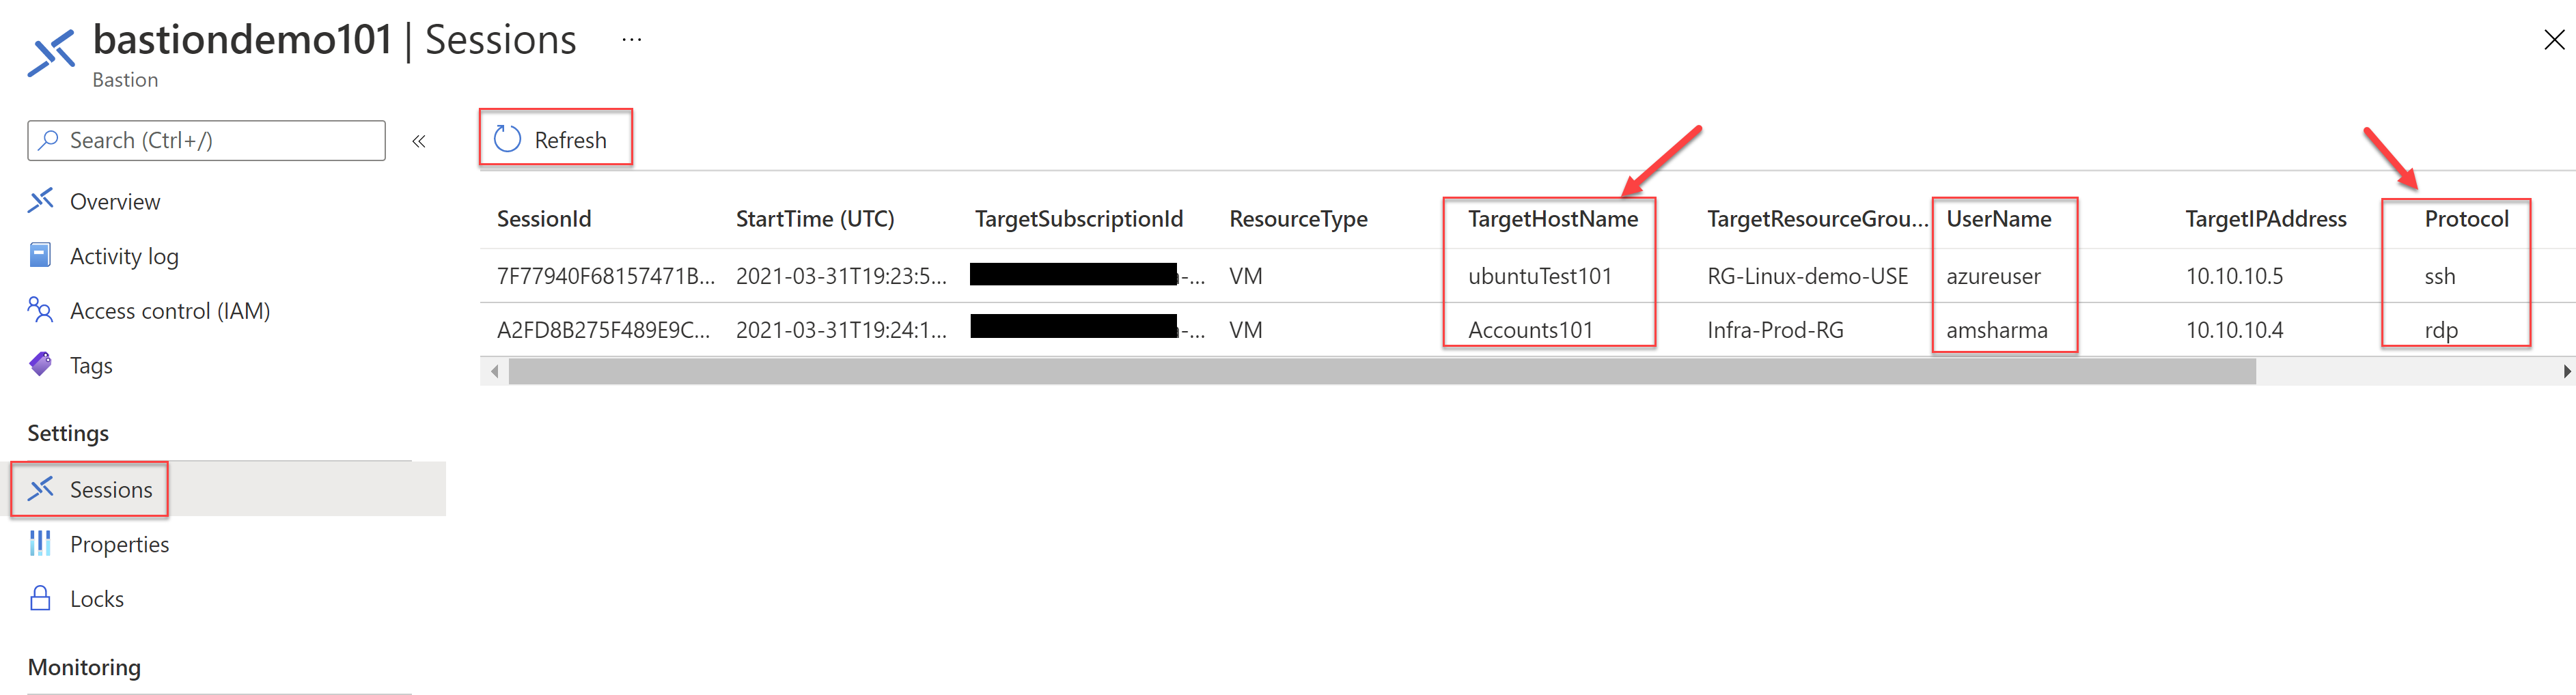 bastiondemo101 | Sessions ...
Bastion
Search (Ctrl+/)
«
Overview
Activity log
Access control (IAM)
Tags
Settings
Sessions
Properties
Locks
Monitoring
Refresh
SessionId StartTime (UTC) TargetSubscriptionId ResourceType TargetHostName TargetResourceGrou... UserName TargetIPAddress Protocol
7F77940F68157471B... 2021-03-31T19:23:5... -... VM ubuntuTest101 RG-Linux-demo-USE azureuser 10.10.10.5 ssh
A2FD8B275F489E9C... 2021-03-31T19:24:1... -... VM Accounts101 Infra-Prod-RG amsharma 10.10.10.4 rdp